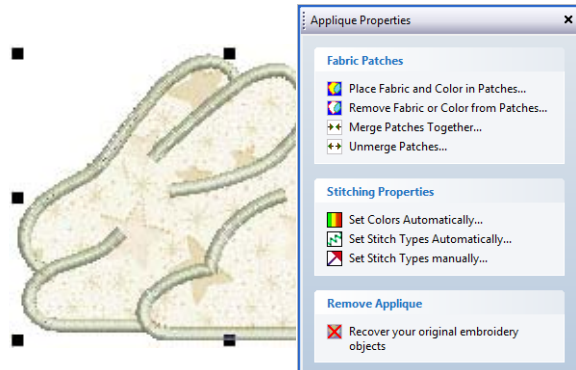 Applique Properties
Fabric Patches
Place Fabric and Color in Patches...
Remove Fabric or Color from Patches...
Merge Patches Together...
Unmerge Patches...
Stitching Properties
Set Colors Automatically...
Set Stitch Types Automatically...
Set Stitch Types manually...
Remove Applique
Recover your original embroidery
objects